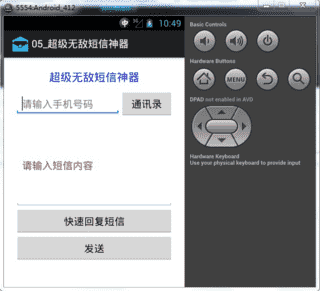 5554:Android_412
10:49
05_超级无敌短信神器
超级无敌短信神器
请输入手机号码
通讯录
请输入短信内容
快速回复短信
发送
Basic Controls
Hardware Buttons
MENU
DPAD not enabled in AVD
Hardware Keyboard
Use your physical keyboard to provide input